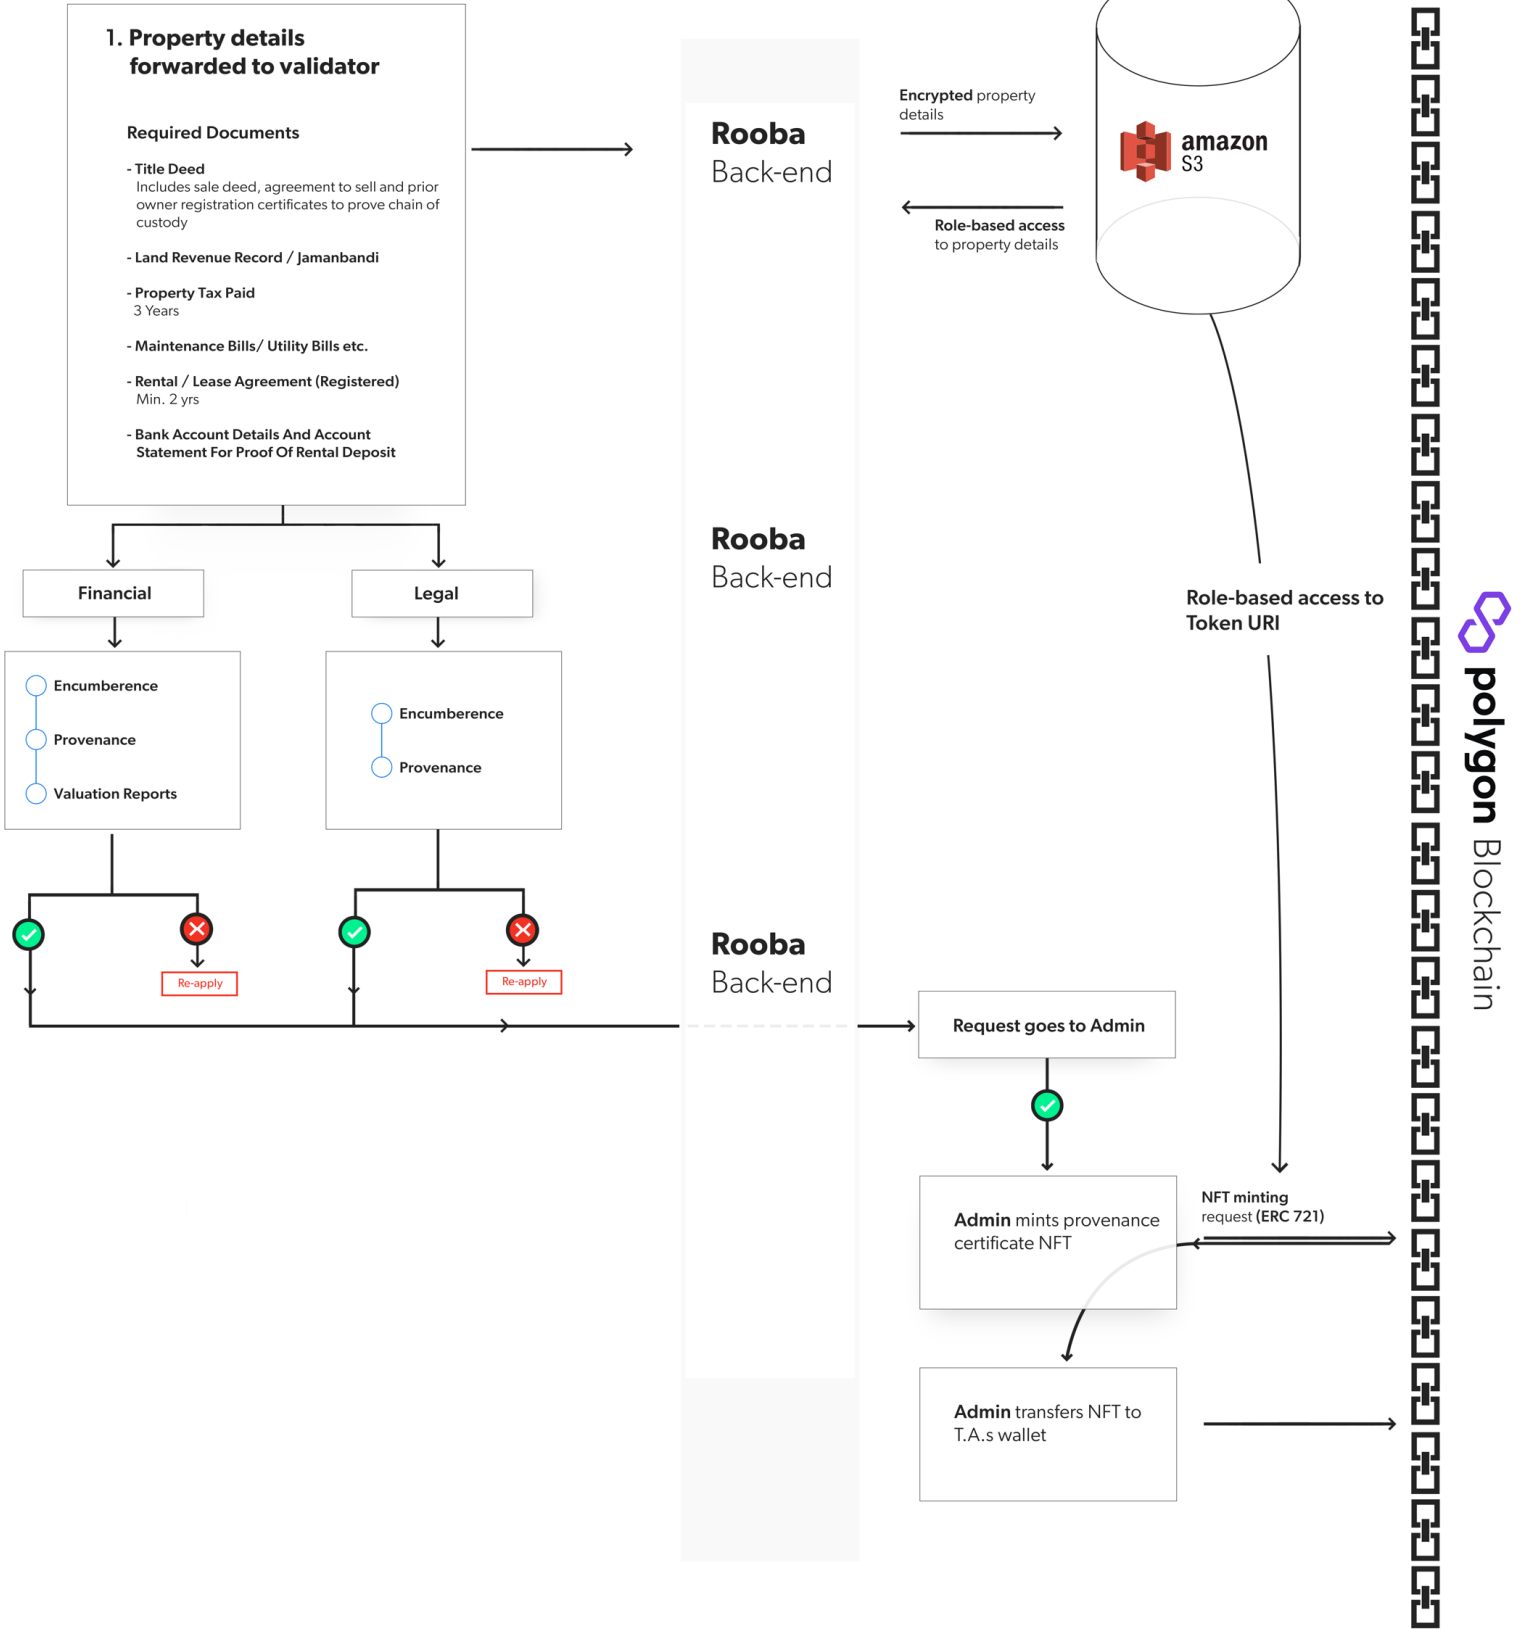 1. Property details
forwarded to validator
Required Documents
- Title Deed
Includes sale deed, agreement to sell and prior
owner registration certificates to prove chain of
custody
- Land Revenue Record / Jamanbandi
- Property Tax Paid
3 Years
- Maintenance Bills/ Utility Bills etc.
- Rental / Lease Agreement (Registered)
Min. 2 yrs
- Bank Account Details And Account
Statement For Proof Of Rental Deposit
Financial
Legal
Encumberence
Provenance
Valuation Reports
Encumberence
Provenance
Re-apply
Re-apply
Rooba
Back-end
Rooba
Back-end
Rooba
Back-end
Encrypted property
details
Role-based access
to property details
amazon
S3
Role-based access to
Token URI
Request goes to Admin
Admin mints provenance
certificate NFT
NFT minting
request (ERC 721)
Admin transfers NFT to
T.A.s wallet
polygon Blockchain